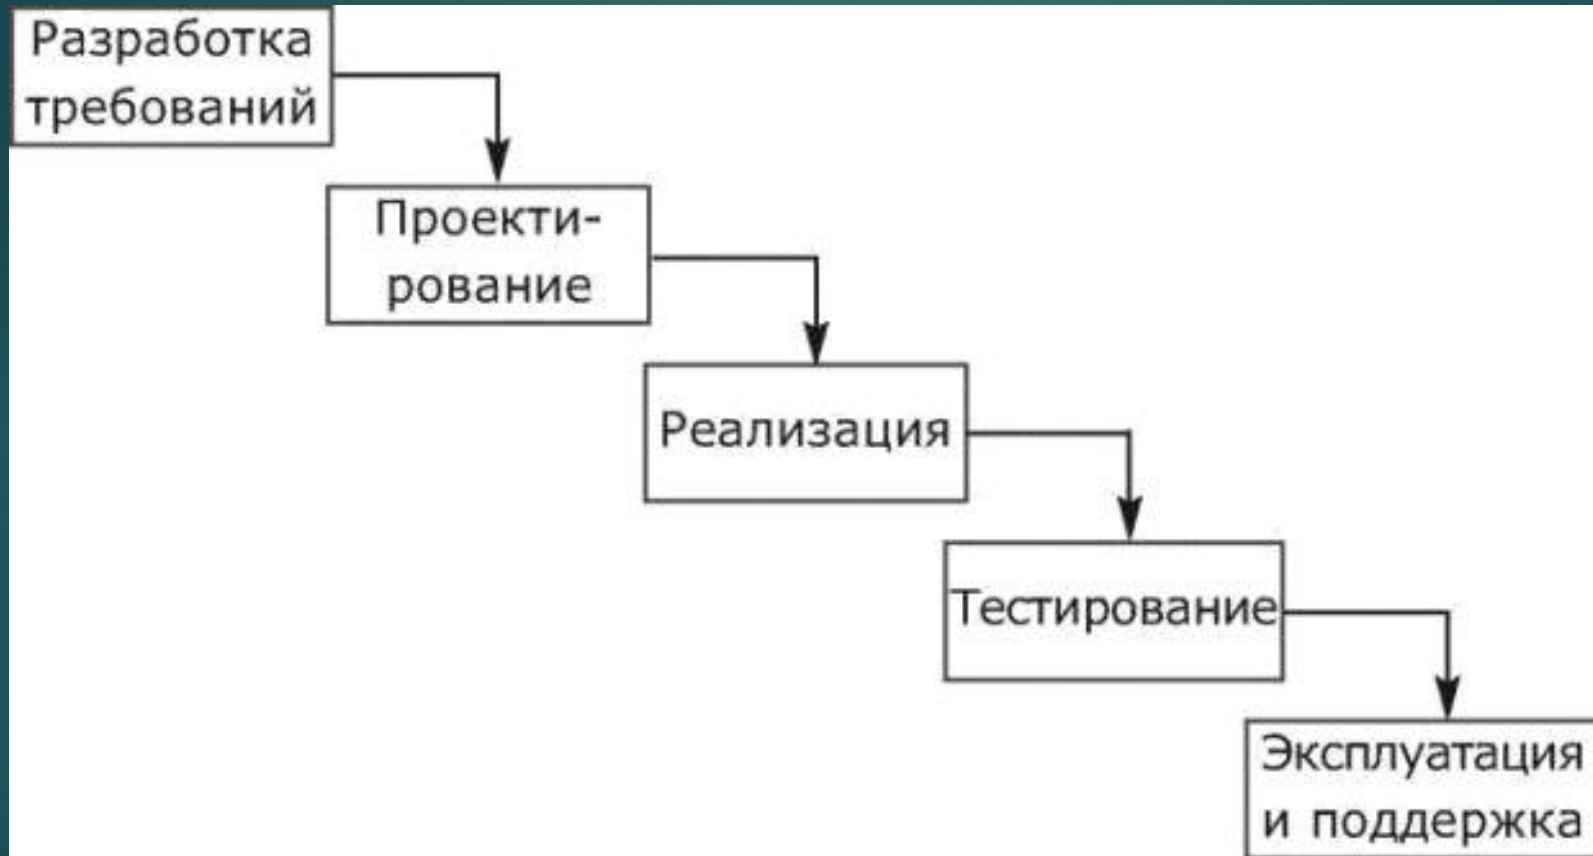 Разработка
требований
Проекти-
рование
Реализация
Тестирование
Эксплуатация
и поддержка